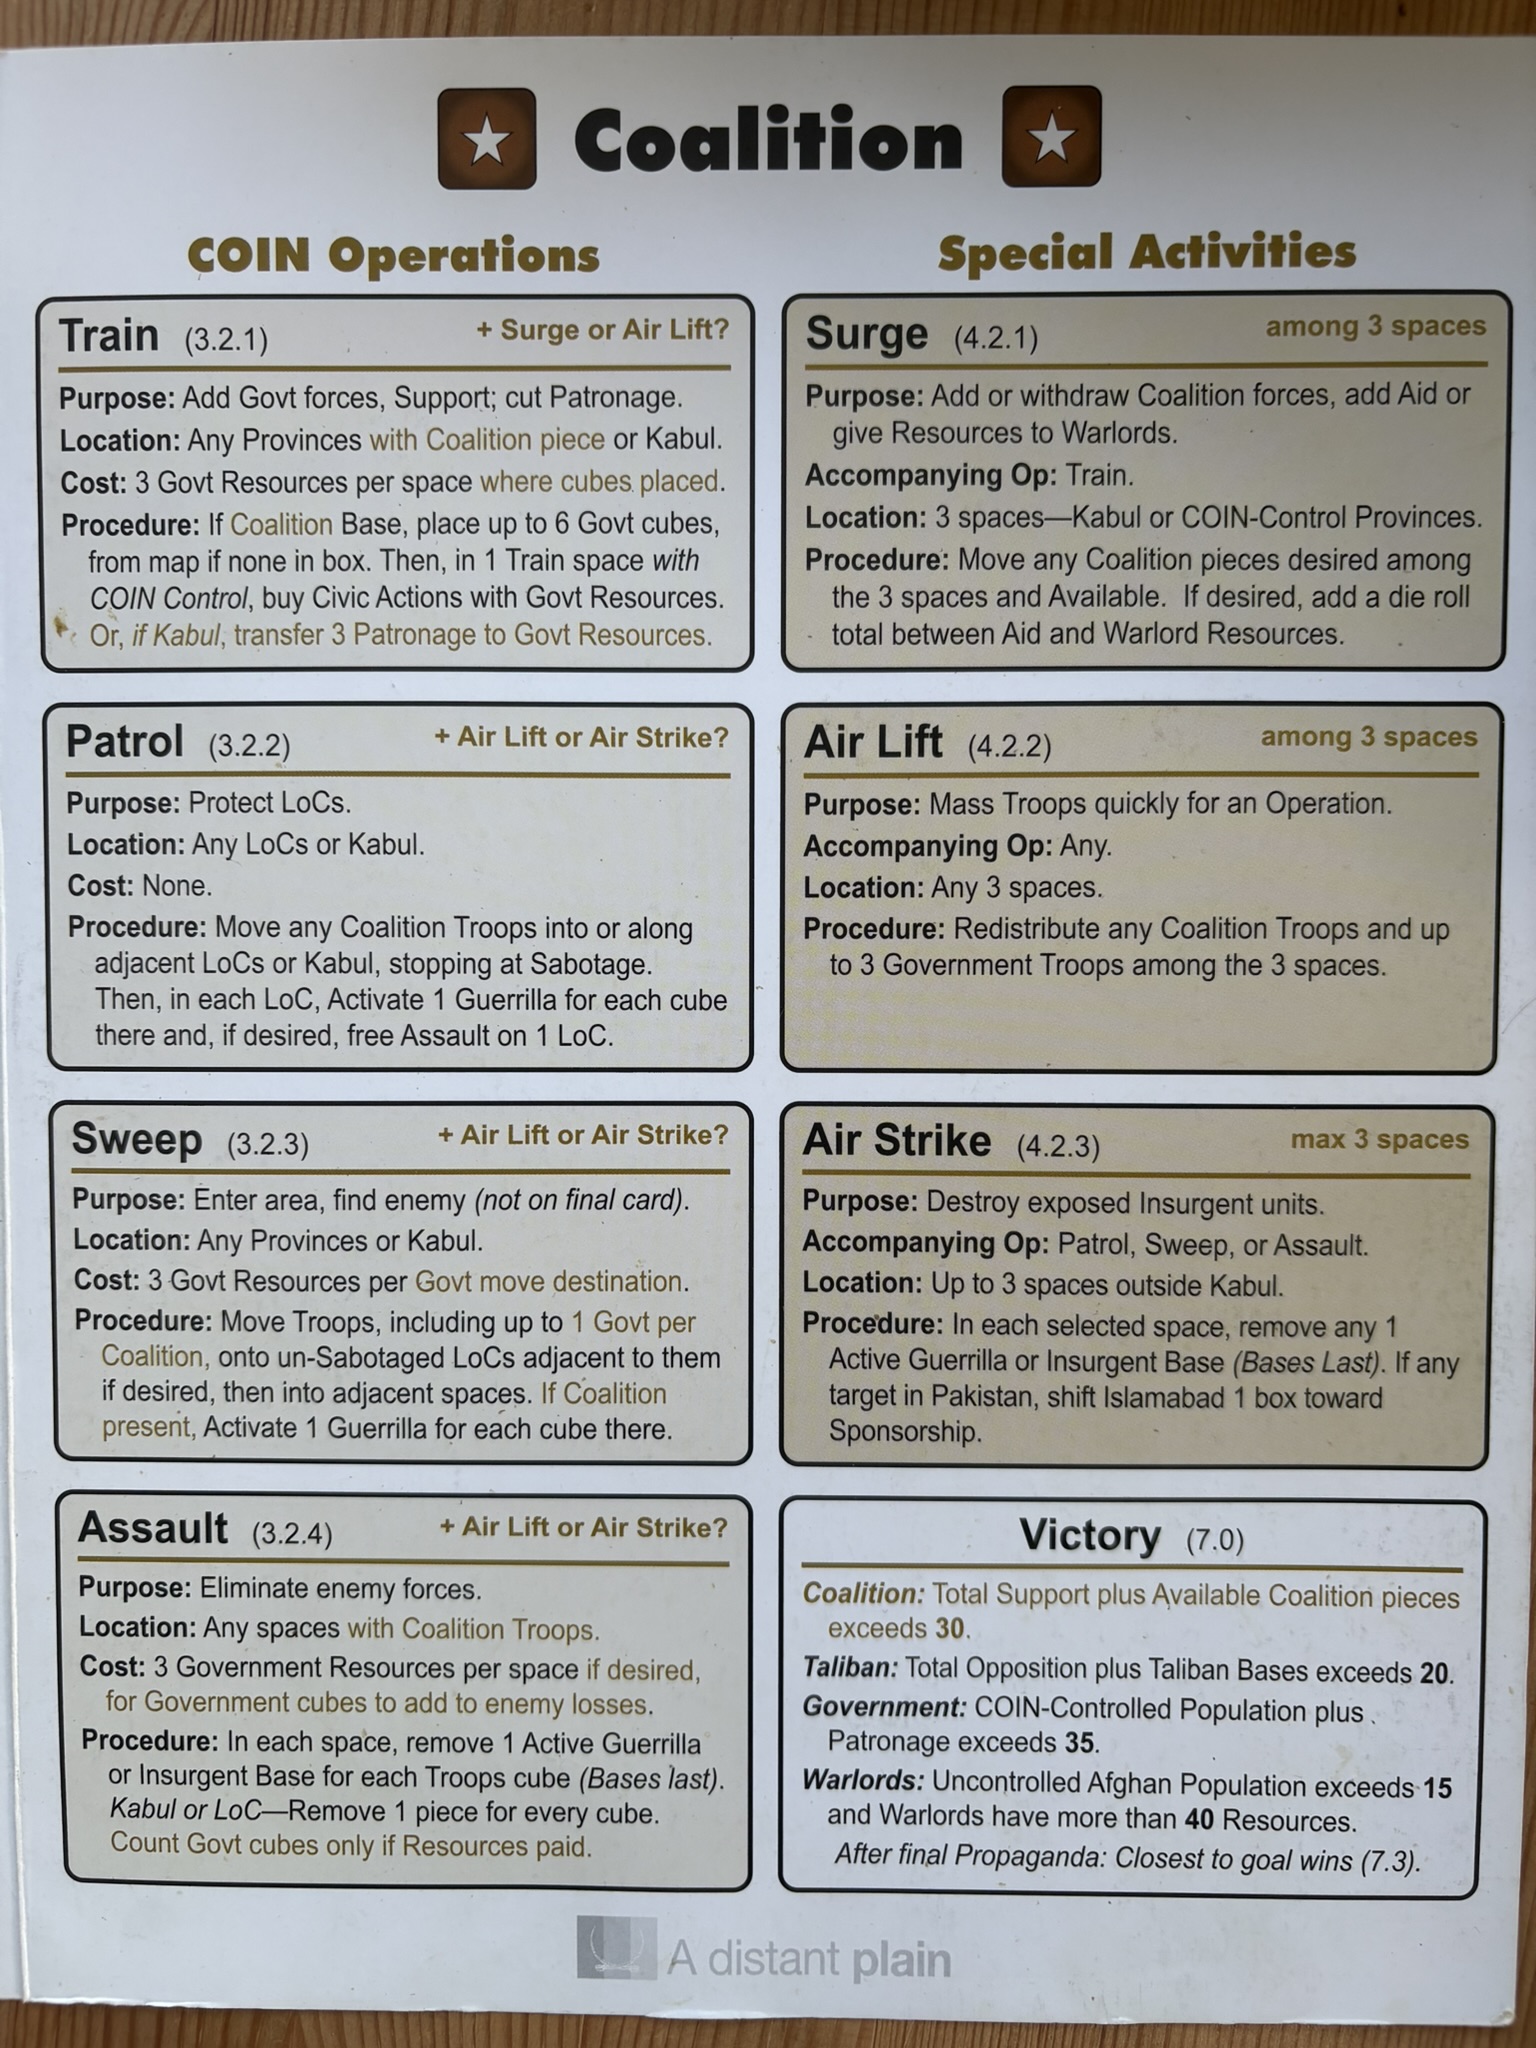 Coalition
COIN Operations
Train (3.2.1) + Surge or Air Lift?
Purpose: Add Govt forces, Support; cut Patronage.
Location: Any Provinces with Coalition piece or Kabul.
Cost: 3 Govt Resources per space where cubes placed.
Procedure: If Coalition Base, place up to 6 Govt cubes,
from map if none in box. Then, in 1 Train space with
COIN Control, buy Civic Actions with Govt Resources.
Or, if Kabul, transfer 3 Patronage to Govt Resources.
Patrol (3.2.2) + Air Lift or Air Strike?
Purpose: Protect LoCs.
Location: Any LoCs or Kabul.
Cost: None.
Procedure: Move any Coalition Troops into or along
adjacent LoCs or Kabul, stopping at Sabotage.
Then, in each LoC, Activate 1 Guerrilla for each cube
there and, if desired, free Assault on 1 LoC.
Sweep (3.2.3) + Air Lift or Air Strike?
Purpose: Enter area, find enemy (not on final card).
Location: Any Provinces or Kabul.
Cost: 3 Govt Resources per Govt move destination.
Procedure: Move Troops, including up to 1 Govt per
Coalition, onto un-Sabotaged LoCs adjacent to them
if desired, then into adjacent spaces. If Coalition
present, Activate 1 Guerrilla for each cube there.
Assault (3.2.4) + Air Lift or Air Strike?
Purpose: Eliminate enemy forces.
Location: Any spaces with Coalition Troops.
Cost: 3 Government Resources per space if desired,
for Government cubes to add to enemy losses.
Procedure: In each space, remove 1 Active Guerrilla
or Insurgent Base for each Troops cube (Bases last).
Kabul or LoC—Remove 1 piece for every cube.
Count Govt cubes only if Resources paid.
Special Activities
Surge (4.2.1) among 3 spaces
Purpose: Add or withdraw Coalition forces, add Aid or
give Resources to Warlords.
Accompanying Op: Train.
Location: 3 spaces—Kabul or COIN-Control Provinces.
Procedure: Move any Coalition pieces desired among
the 3 spaces and Available. If desired, add a die roll
total between Aid and Warlord Resources.
Air Lift (4.2.2) among 3 spaces
Purpose: Mass Troops quickly for an Operation.
Accompanying Op: Any.
Location: Any 3 spaces.
Procedure: Redistribute any Coalition Troops and up
to 3 Government Troops among the 3 spaces.
Air Strike (4.2.3) max 3 spaces
Purpose: Destroy exposed Insurgent units.
Accompanying Op: Patrol, Sweep, or Assault.
Location: Up to 3 spaces outside Kabul.
Procedure: In each selected space, remove any 1
Active Guerrilla or Insurgent Base (Bases Last). If any
target in Pakistan, shift Islamabad 1 box toward
Sponsorship.
Victory (7.0)
Coalition: Total Support plus Available Coalition pieces
exceeds 30.
Taliban: Total Opposition plus Taliban Bases exceeds 20.
Government: COIN-Controlled Population plus
Patronage exceeds 35.
Warlords: Uncontrolled Afghan Population exceeds 15
and Warlords have more than 40 Resources.
After final Propaganda: Closest to goal wins (7.3).
A distant plain